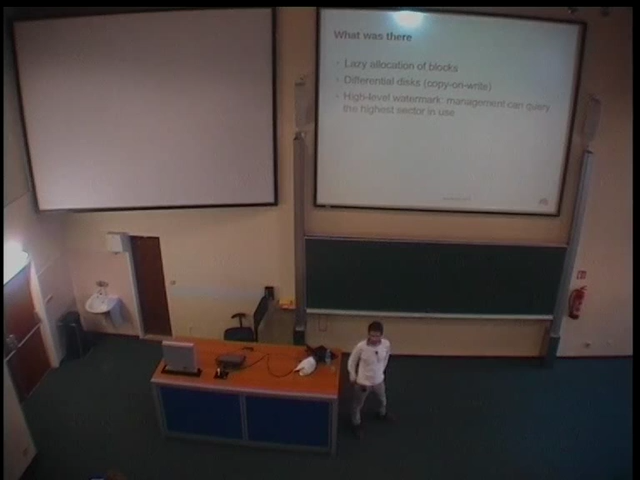 What was there
Lazy allocation of blocks
Differential disks (copy-on-write)
High-level watermark: management can query
the highest sector in use